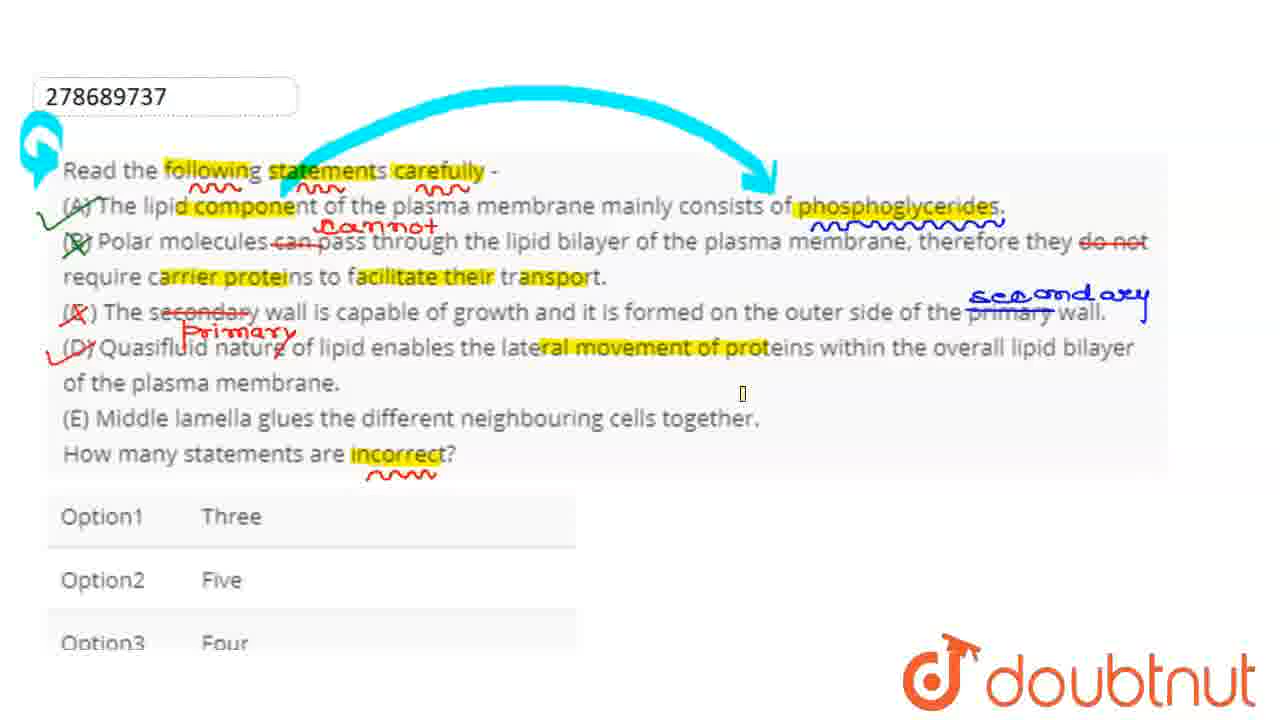 278689737
Read the following statements carefully -
(A) The lipid component of the plasma membrane mainly consists of phosphoglycerides.
cannot
(B) Polar molecules can pass through the lipid bilayer of the plasma membrane, therefore they do not
require carrier proteins to facilitate their transport.
secondary
(C) The secondary wall is capable of growth and it is formed on the outer side of the primary wall.
primary
(D) Quasifluid nature of lipid enables the lateral movement of proteins within the overall lipid bilayer
of the plasma membrane.
(E) Middle lamella glues the different neighbouring cells together.
How many statements are incorrect?
Option1 Three
Option2 Five
Option3 Four
doubtnut